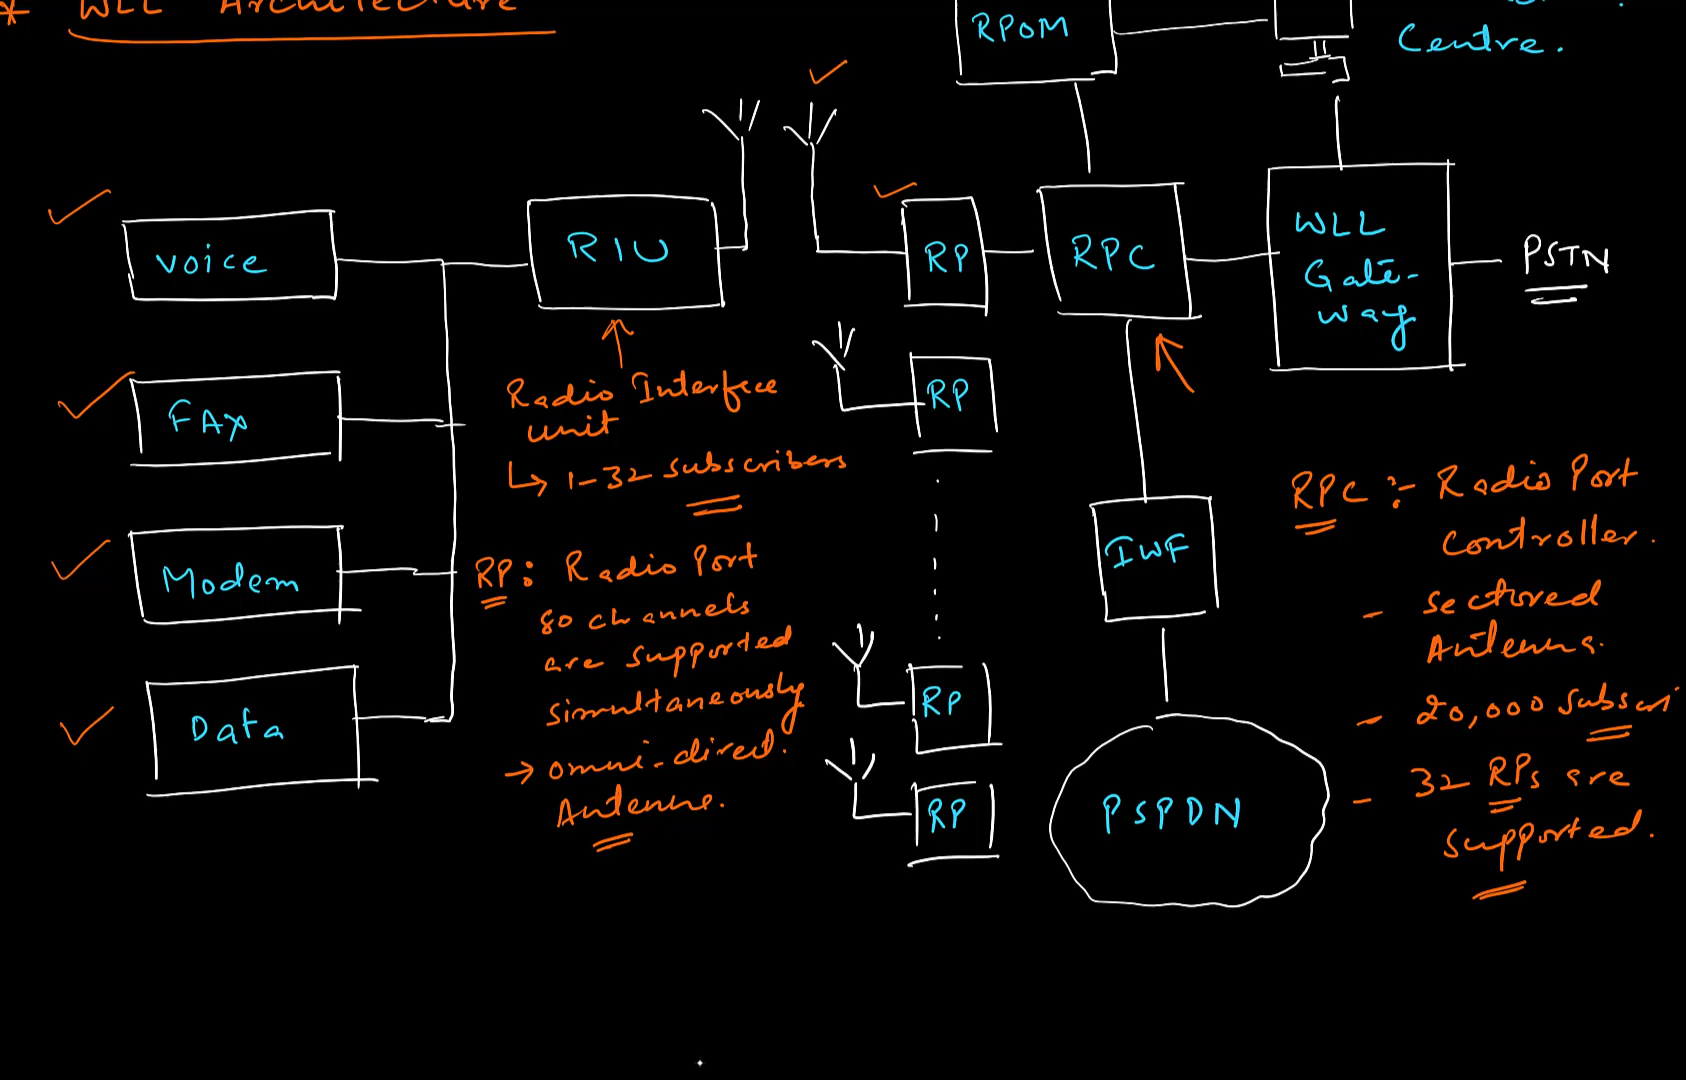 * WLL Architecture
RPOM
Centre.
Voice
RIU
RP
RPC
WLL
Gate-
way
PSTN
FAX
Radio Interface
unit
↳ 1-32 subscribers
RP
Modem
RP: Radio Port
80 channels
are supported
simultaneously
→ omni-direct.
Antenna.
IWF
RPC :- Radio Port
Controller.
- sectored
Antenna.
- 20,000 subscri
- 32 RPs are
supported.
Data
RP
RP
PSPDN